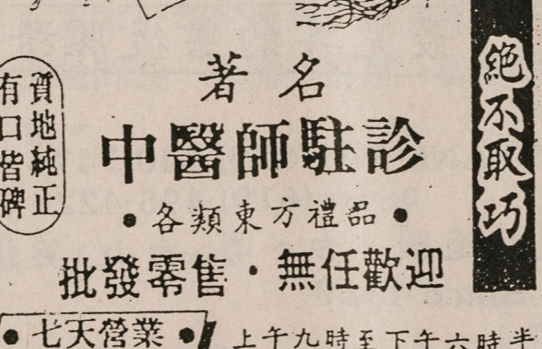 絕不取巧
著名
中醫師駐診
•各類東方禮品•
批發零售•無任歡迎
質地純正
有口皆碑
•七天營業•
上午九時至下午六時半